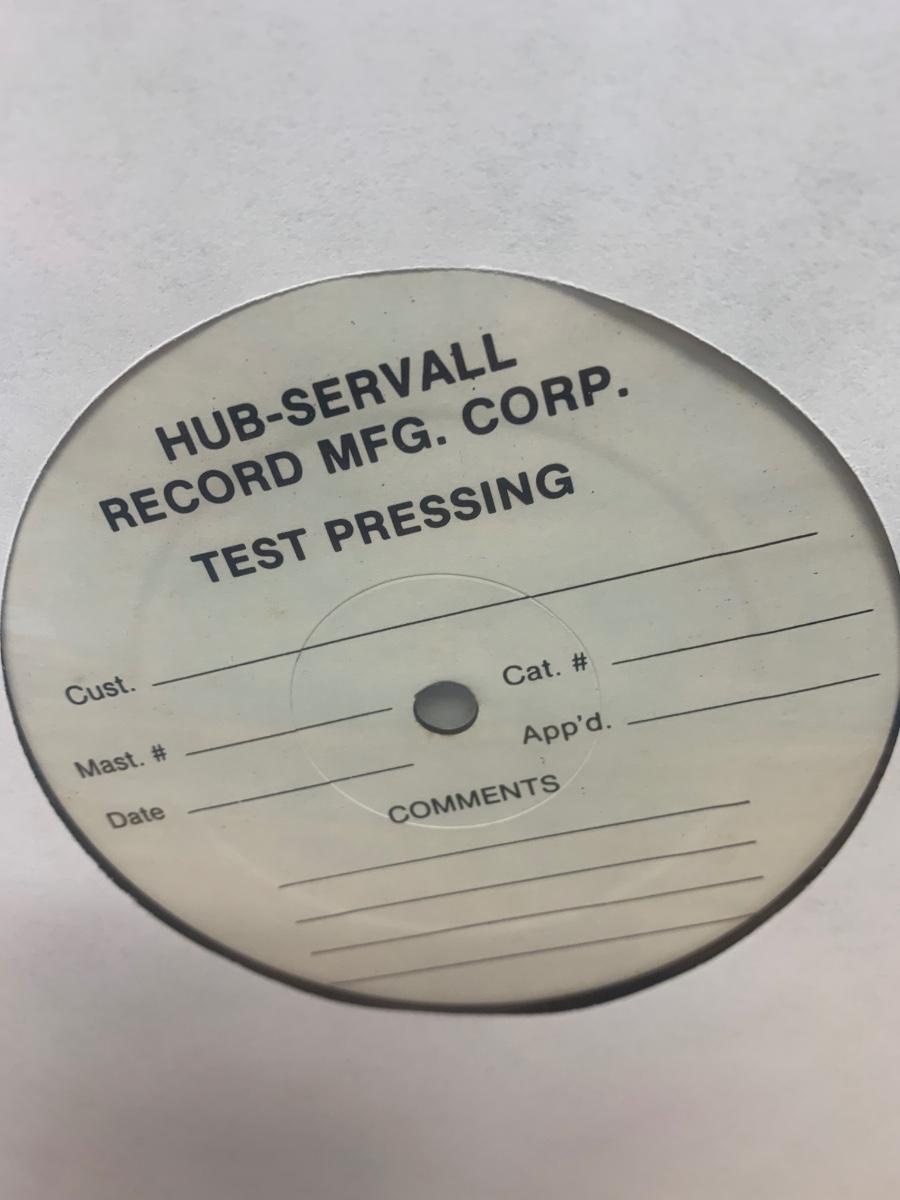 HUB-SERVALL
RECORD MFG. CORP.
TEST PRESSING
Cust.
Cat. #
Mast. #
App'd.
Date
COMMENTS